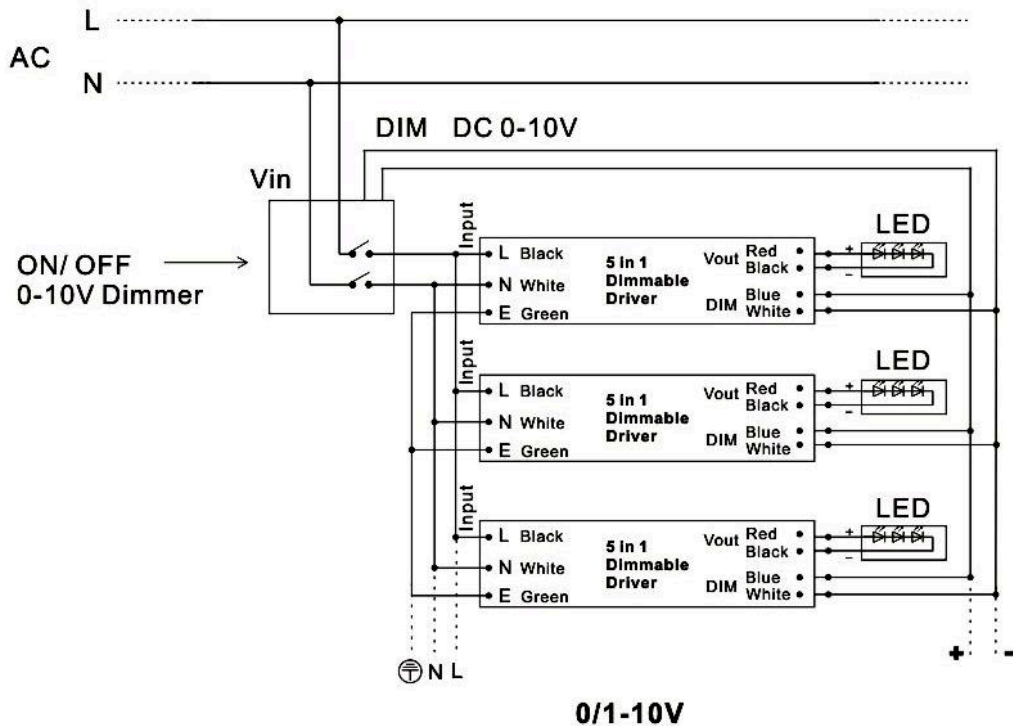 L
AC
N
DIM DC 0-10V
Vin
ON/ OFF
0-10V Dimmer
Input
L Black
N White
E Green
5 in 1
Dimmable
Driver
Vout Red
Black
DIM Blue
White
LED
+
–
Input
L Black
N White
E Green
5 in 1
Dimmable
Driver
Vout Red
Black
DIM Blue
White
LED
+
–
Input
L Black
N White
E Green
5 in 1
Dimmable
Driver
Vout Red
Black
DIM Blue
White
LED
+
–
N L
+ -
0/1-10V